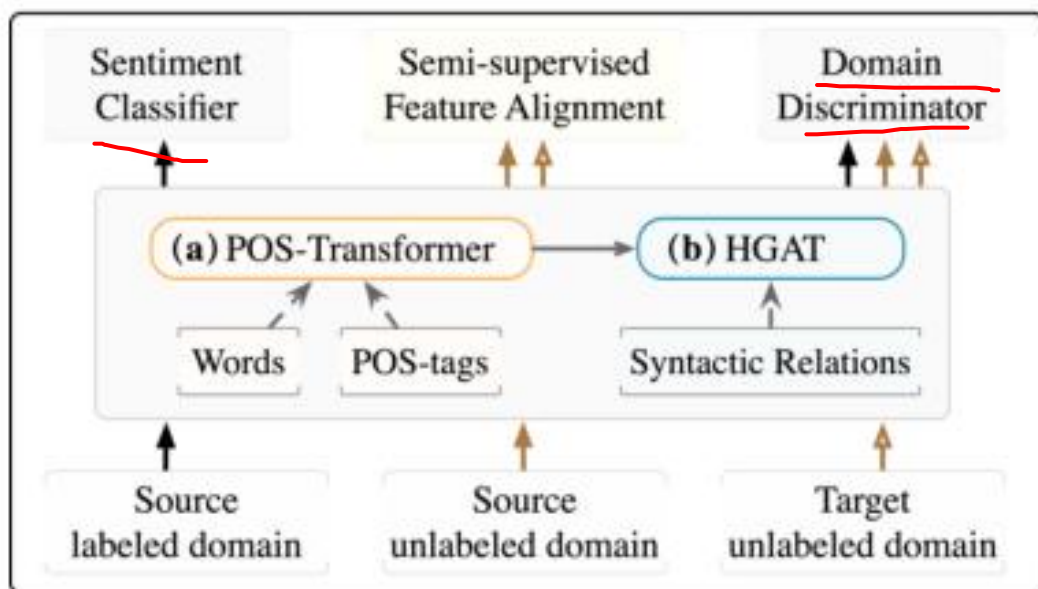 Sentiment
Classifier
Semi-supervised
Feature Alignment
Domain
Discriminator
(a) POS-Transformer
(b) HGAT
Words
POS-tags
Syntactic Relations
Source
labeled domain
Source
unlabeled domain
Target
unlabeled domain